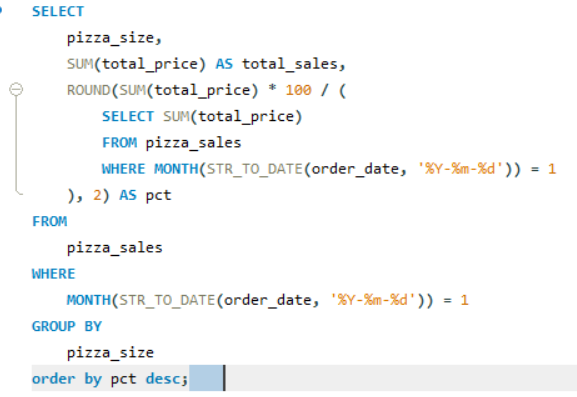 SELECT
pizza_size,
SUM(total_price) AS total_sales,
ROUND(SUM(total_price) * 100 / (
SELECT SUM(total_price)
FROM pizza_sales
WHERE MONTH(STR_TO_DATE(order_date, '%Y-%m-%d')) = 1
), 2) AS pct
FROM
pizza_sales
WHERE
MONTH(STR_TO_DATE(order_date, '%Y-%m-%d')) = 1
GROUP BY
pizza_size
order by pct desc;